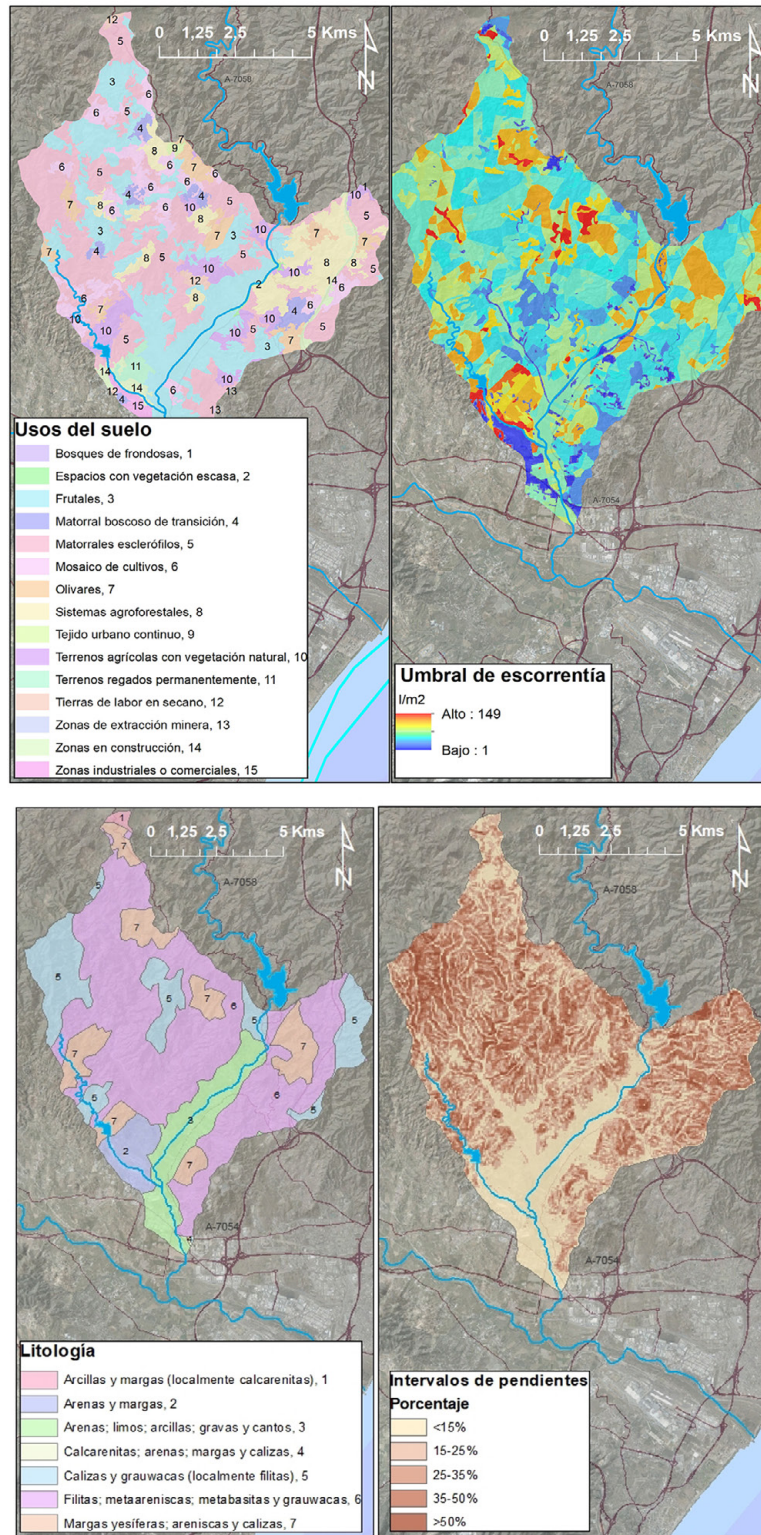 0 1,25 2,5 5 Kms
A-7058
N
Usos del suelo
Bosques de frondosas, 1
Espacios con vegetación escasa, 2
Frutales, 3
Matorral boscoso de transición, 4
Matorrales esclerófilos, 5
Mosaico de cultivos, 6
Olivares, 7
Sistemas agroforestales, 8
Tejido urbano continuo, 9
Terrenos agrícolas con vegetación natural, 10
Terrenos regados permanentemente, 11
Tierras de labor en secano, 12
Zonas de extracción minera, 13
Zonas en construcción, 14
Zonas industriales o comerciales, 15
0 1,25 2,5 5 Kms
A-7058
N
A-7054
Umbral de escorrentía
l/m2
Alto : 149
Bajo : 1
0 1,25 2,5 5 Kms
A-7058
N
A-7054
Litología
Arcillas y margas (localmente calcarenitas), 1
Arenas y margas, 2
Arenas; limos; arcillas; gravas y cantos, 3
Calcarenitas; arenas; margas y calizas, 4
Calizas y grauwacas (localmente filitas), 5
Filitas; metaareniscas; metabasitas y grauwacas, 6
Margas yesíferas; areniscas y calizas, 7
0 1,25 2,5 5 Kms
A-7058
N
A-7054
Intervalos de pendientes
Porcentaje
<15%
15-25%
25-35%
35-50%
>50%